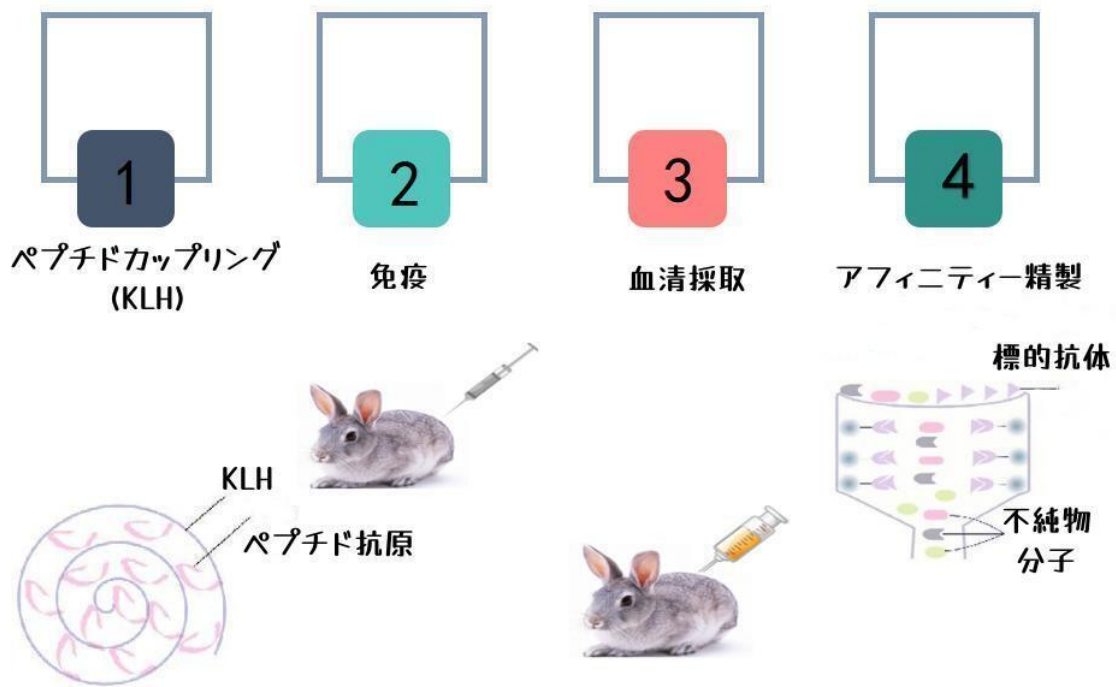 1
2
3
4
ペプチドカップリング
(KLH)
免疫
血清採取
アフィニティー精製
標的抗体
KLH
ペプチド抗原
不純物
分子